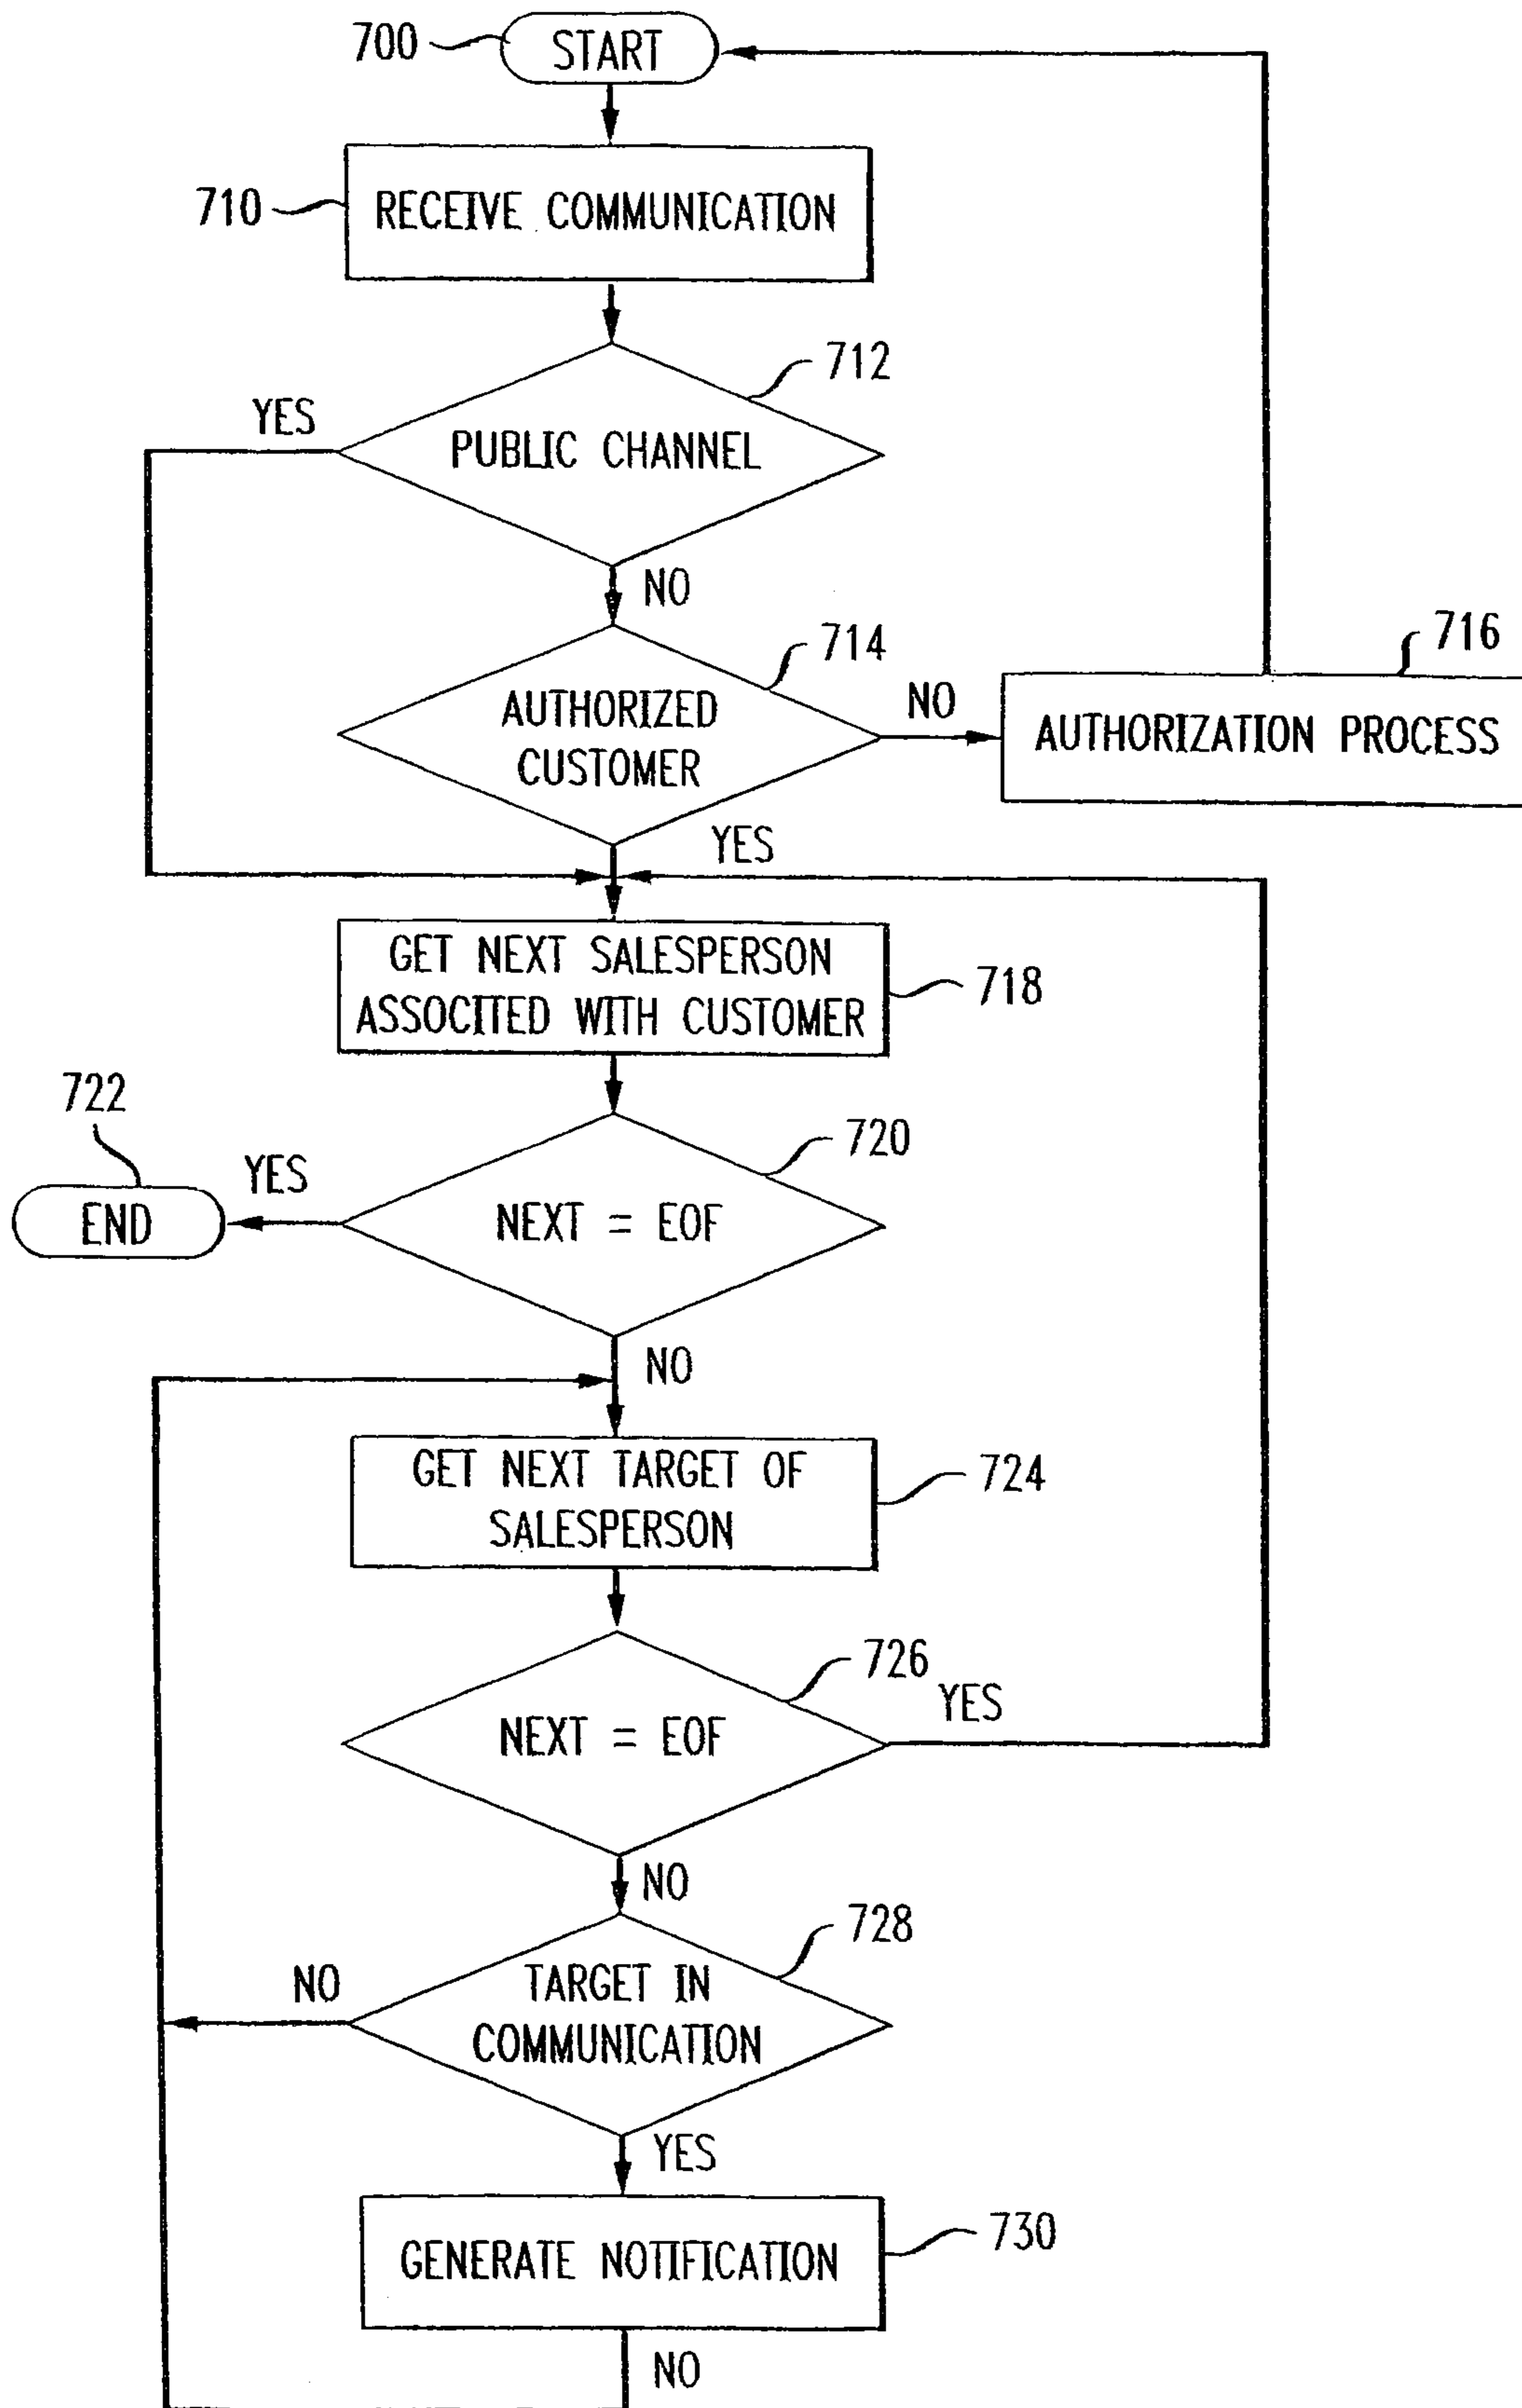 700
START
710
RECEIVE COMMUNICATION
712
YES
PUBLIC CHANNEL
NO
714
716
AUTHORIZED
CUSTOMER
NO
AUTHORIZATION PROCESS
YES
GET NEXT SALESPERSON
ASSOCITED WITH CUSTOMER
718
722
720
YES
END
NEXT = EOF
NO
GET NEXT TARGET OF
SALESPERSON
724
726
YES
NEXT = EOF
NO
728
NO
TARGET IN
COMMUNICATION
YES
730
GENERATE NOTIFICATION
NO